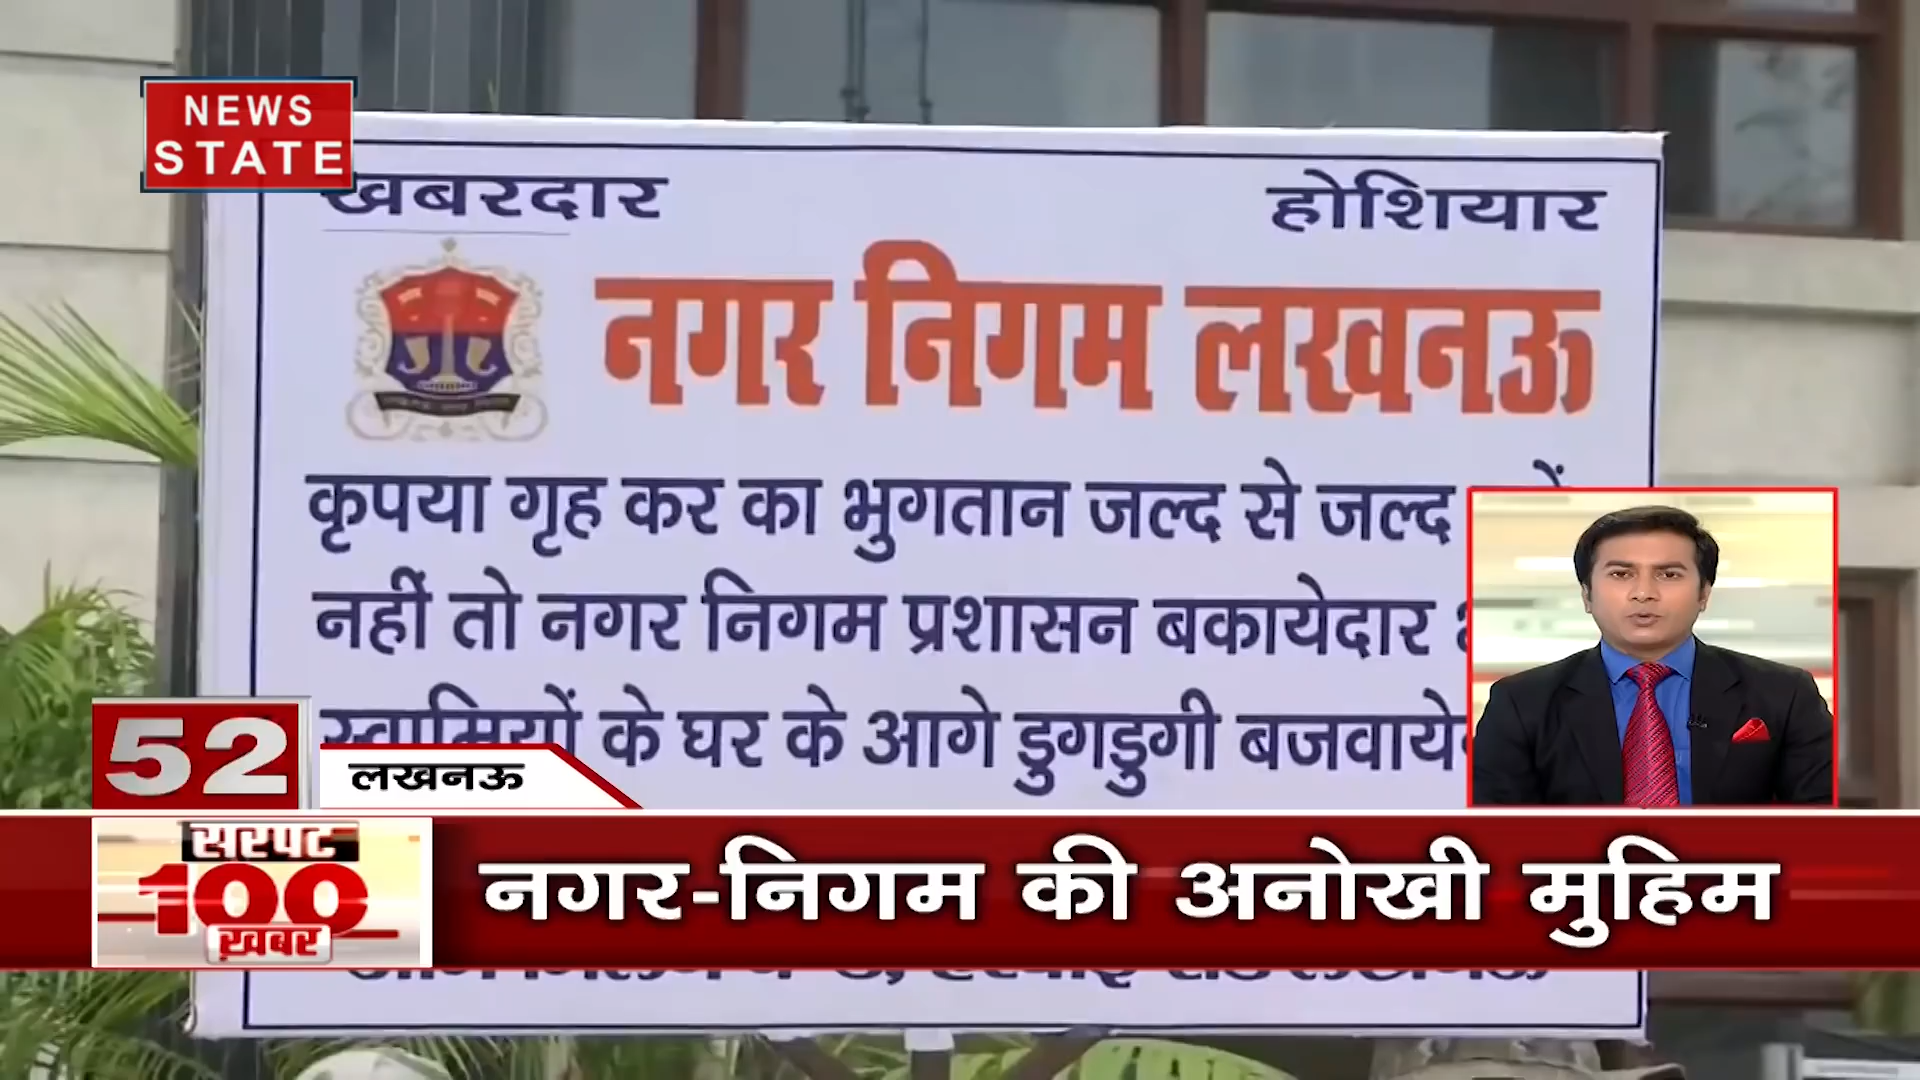 NEWS
STATE
खबरदार होशियार
नगर निगम लखनऊ
कृपया गृह कर का भुगतान जल्द से जल्द
नहीं तो नगर निगम प्रशासन बकायेदार
स्वामियों के घर के आगे डुगडुगी बजवाये
52
लखनऊ
सरपट
100
ख़बर
नगर-निगम की अनोखी मुहिम